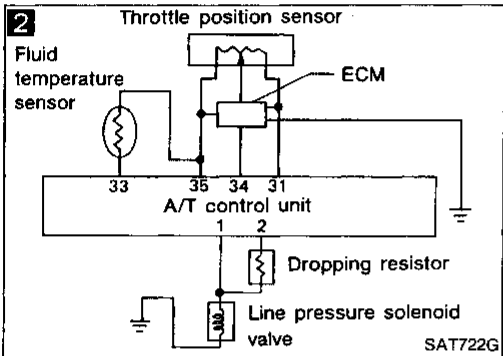 2
Throttle position sensor
Fluid
temperature
sensor
ECM
33 35 34 31
A/T control unit
1 2
Dropping resistor
Line pressure solenoid
valve
SAT722G